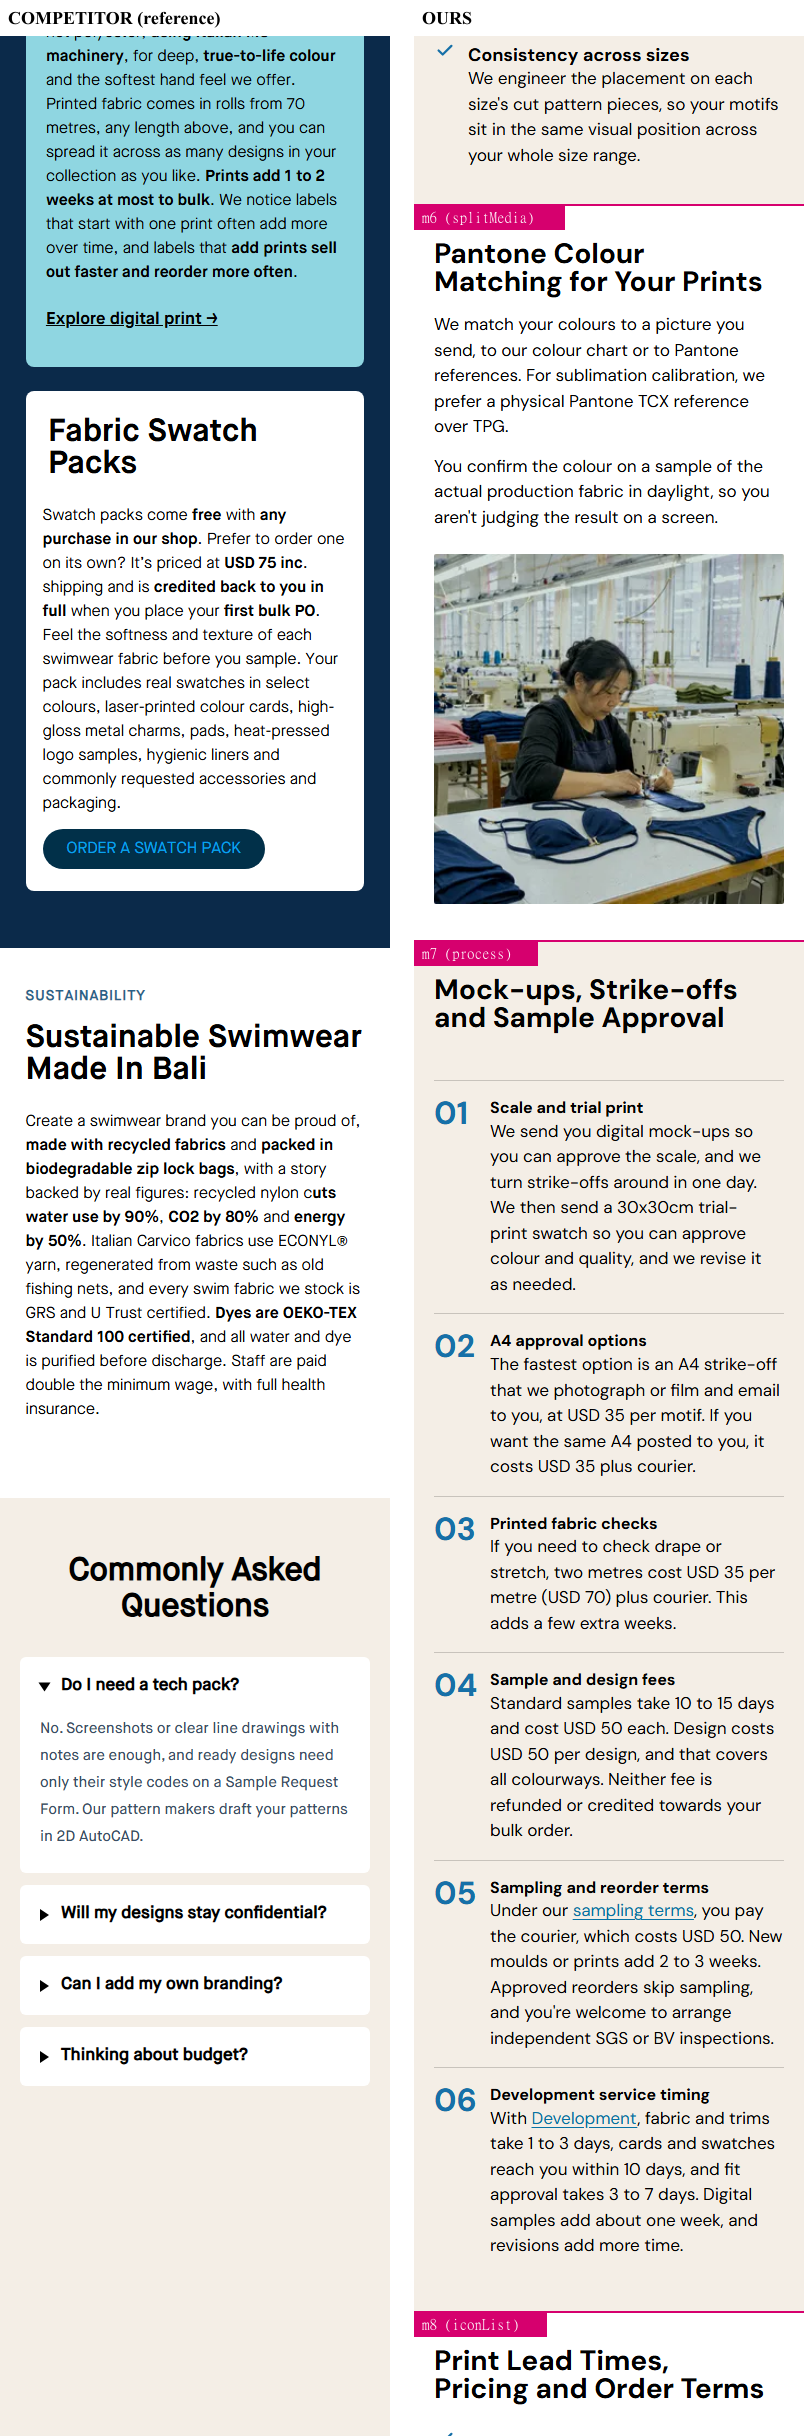 COMPETITOR (reference)
machinery, for deep, true-to-life colour
and the softest hand feel we offer.
Printed fabric comes in rolls from 70
metres, any length above, and you can
spread it across as many designs in your
collection as you like. Prints add 1 to 2
weeks at most to bulk. We notice labels
that start with one print often add more
over time, and labels that add prints sell
out faster and reorder more often.
Explore digital print →
Fabric Swatch
Packs
Swatch packs come free with any
purchase in our shop. Prefer to order one
on its own? It's priced at USD 75 inc.
shipping and is credited back to you in
full when you place your first bulk PO.
Feel the softness and texture of each
swimwear fabric before you sample. Your
pack includes real swatches in select
colours, laser-printed colour cards, high-
gloss metal charms, pads, heat-pressed
logo samples, hygienic liners and
commonly requested accessories and
packaging.
ORDER A SWATCH PACK
SUSTAINABILITY
Sustainable Swimwear
Made In Bali
Create a swimwear brand you can be proud of,
made with recycled fabrics and packed in
biodegradable zip lock bags, with a story
backed by real figures: recycled nylon cuts
water use by 90%, CO2 by 80% and energy
by 50%. Italian Carvico fabrics use ECONYL®
yarn, regenerated from waste such as old
fishing nets, and every swim fabric we stock is
GRS and U Trust certified. Dyes are OEKO-TEX
Standard 100 certified, and all water and dye
is purified before discharge. Staff are paid
double the minimum wage, with full health
insurance.
Commonly Asked
Questions
▼ Do I need a tech pack?
No. Screenshots or clear line drawings with
notes are enough, and ready designs need
only their style codes on a Sample Request
Form. Our pattern makers draft your patterns
in 2D AutoCAD.
▶ Will my designs stay confidential?
▶ Can I add my own branding?
▶ Thinking about budget?
OURS
Consistency across sizes
We engineer the placement on each
size's cut pattern pieces, so your motifs
sit in the same visual position across
your whole size range.
m6 (splitMedia)
Pantone Colour
Matching for Your Prints
We match your colours to a picture you
send, to our colour chart or to Pantone
references. For sublimation calibration, we
prefer a physical Pantone TCX reference
over TPG.
You confirm the colour on a sample of the
actual production fabric in daylight, so you
aren't judging the result on a screen.
m7 (process)
Mock-ups, Strike-offs
and Sample Approval
01 Scale and trial print
We send you digital mock-ups so
you can approve the scale, and we
turn strike-offs around in one day.
We then send a 30x30cm trial-
print swatch so you can approve
colour and quality, and we revise it
as needed.
02 A4 approval options
The fastest option is an A4 strike-off
that we photograph or film and email
to you, at USD 35 per motif. If you
want the same A4 posted to you, it
costs USD 35 plus courier.
03 Printed fabric checks
If you need to check drape or
stretch, two metres cost USD 35 per
metre (USD 70) plus courier. This
adds a few extra weeks.
04 Sample and design fees
Standard samples take 10 to 15 days
and cost USD 50 each. Design costs
USD 50 per design, and that covers
all colourways. Neither fee is
refunded or credited towards your
bulk order.
05 Sampling and reorder terms
Under our sampling terms, you pay
the courier, which costs USD 50. New
moulds or prints add 2 to 3 weeks.
Approved reorders skip sampling,
and you're welcome to arrange
independent SGS or BV inspections.
06 Development service timing
With Development, fabric and trims
take 1 to 3 days, cards and swatches
reach you within 10 days, and fit
approval takes 3 to 7 days. Digital
samples add about one week, and
revisions add more time.
m8 (iconList)
Print Lead Times,
Pricing and Order Terms